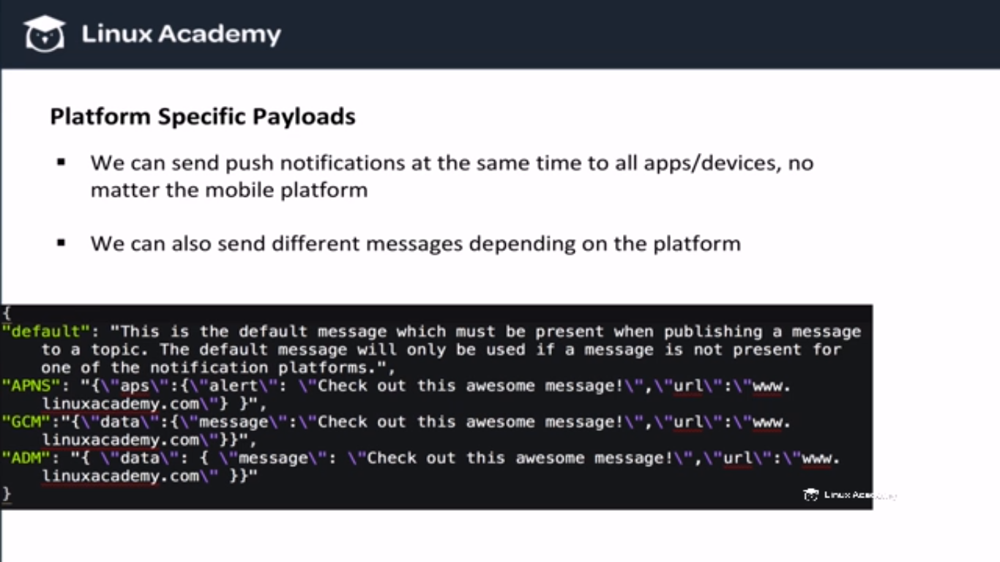 Linux Academy
Platform Specific Payloads
▪ We can send push notifications at the same time to all apps/devices, no
matter the mobile platform
▪ We can also send different messages depending on the platform
{
"default": "This is the default message which must be present when publishing a message
to a topic. The default message will only be used if a message is not present for
one of the notification platforms.",
"APNS": "{\"aps\":{\"alert\": \"Check out this awesome message!\",\"url\":\"www.
linuxacademy.com\"} }",
"GCM":"{\"data\":{\"message\":\"Check out this awesome message!\",\"url\":\"www.
linuxacademy.com\"}}",
"ADM": "{ \"data\": { \"message\": \"Check out this awesome message!\",\"url\":\"www.
linuxacademy.com\" }}"
}
Linux Academy